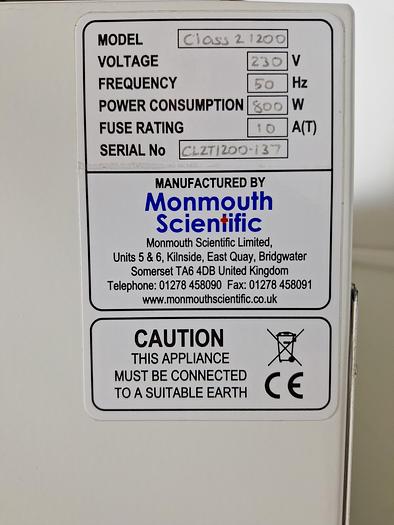 MODEL Class 2 1200
VOLTAGE 230 V
FREQUENCY 50 Hz
POWER CONSUMPTION 800 W
FUSE RATING 10 A(T)
SERIAL No CL2T1200-137
MANUFACTURED BY
Monmouth
Scientific
Monmouth Scientific Limited,
Units 5 & 6, Kilnside, East Quay, Bridgwater
Somerset TA6 4DB United Kingdom
Telephone: 01278 458090 Fax: 01278 458091
www.monmouthscientific.co.uk
CAUTION
THIS APPLIANCE
MUST BE CONNECTED
TO A SUITABLE EARTH
CE